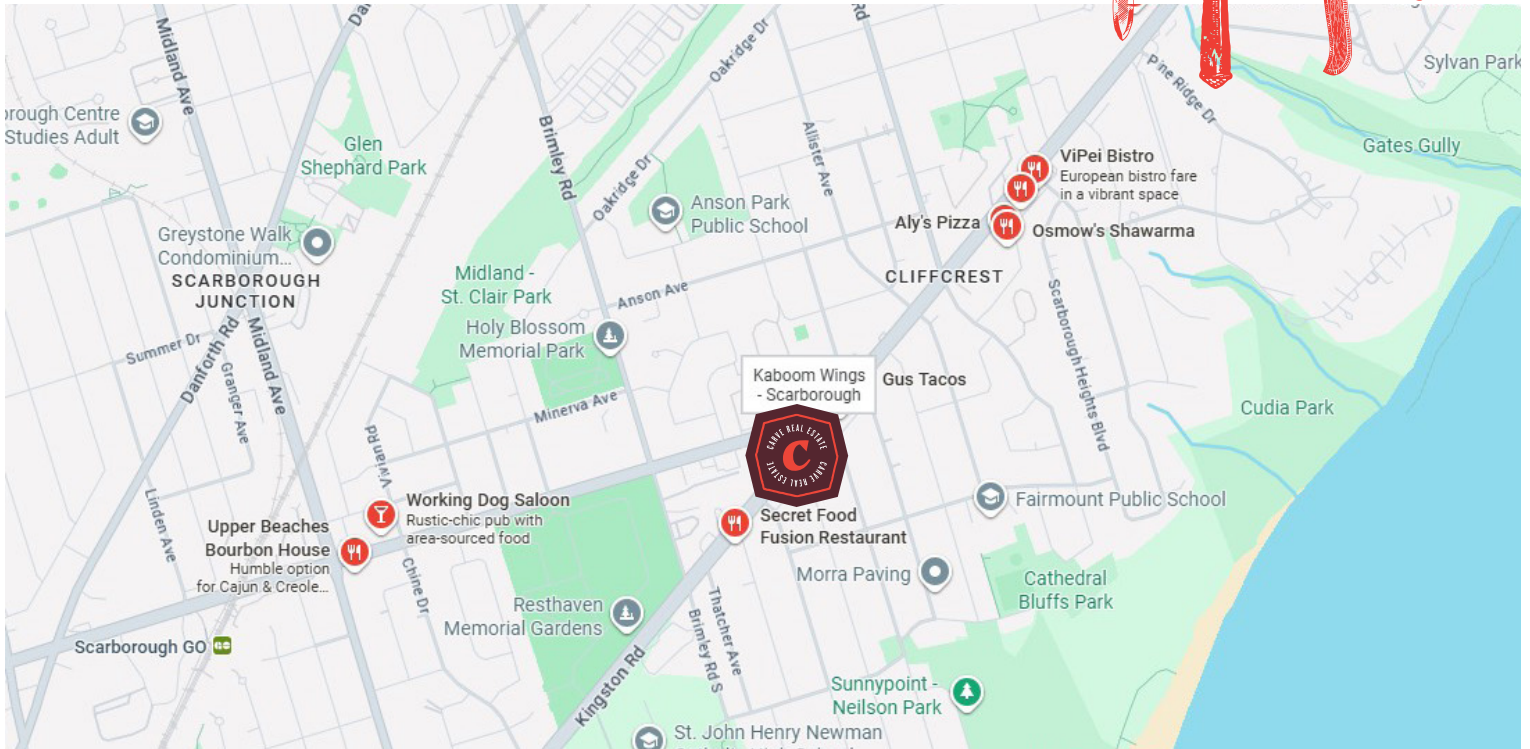 Midland Ave
Brimley Rd
Oakridge Dr
Pine Ridge Dr
Sylvan Park
rough Centre
Studies Adult
Glen
Shephard Park
Allister Ave
Gates Gully
ViPei Bistro
European bistro fare
in a vibrant space
Oakridge Dr
Anson Park
Public School
Aly's Pizza
Osmow's Shawarma
Greystone Walk
Condominium...
SCARBOROUGH
JUNCTION
Midland -
St. Clair Park
CLIFFCREST
Anson Ave
Holy Blossom
Memorial Park
Summer Dr
Danforth Rd
Midland Ave
Granger Ave
Scarborough Heights Blvd
Kaboom Wings
- Scarborough
Gus Tacos
Minerva Ave
Cudia Park
CARVE REAL ESTATE
C
CARVE REAL ESTATE
Vivian Rd
Linden Ave
Working Dog Saloon
Rustic-chic pub with
area-sourced food
Upper Beaches
Bourbon House
Humble option
for Cajun & Creole...
Secret Food
Fusion Restaurant
Fairmount Public School
Chine Dr
Morra Paving
Cathedral
Bluffs Park
Resthaven
Memorial Gardens
Thatcher Ave
Brimley Rd S
Scarborough GO
GO
Kingston Rd
Sunnypoint -
Neilson Park
St. John Henry Newman